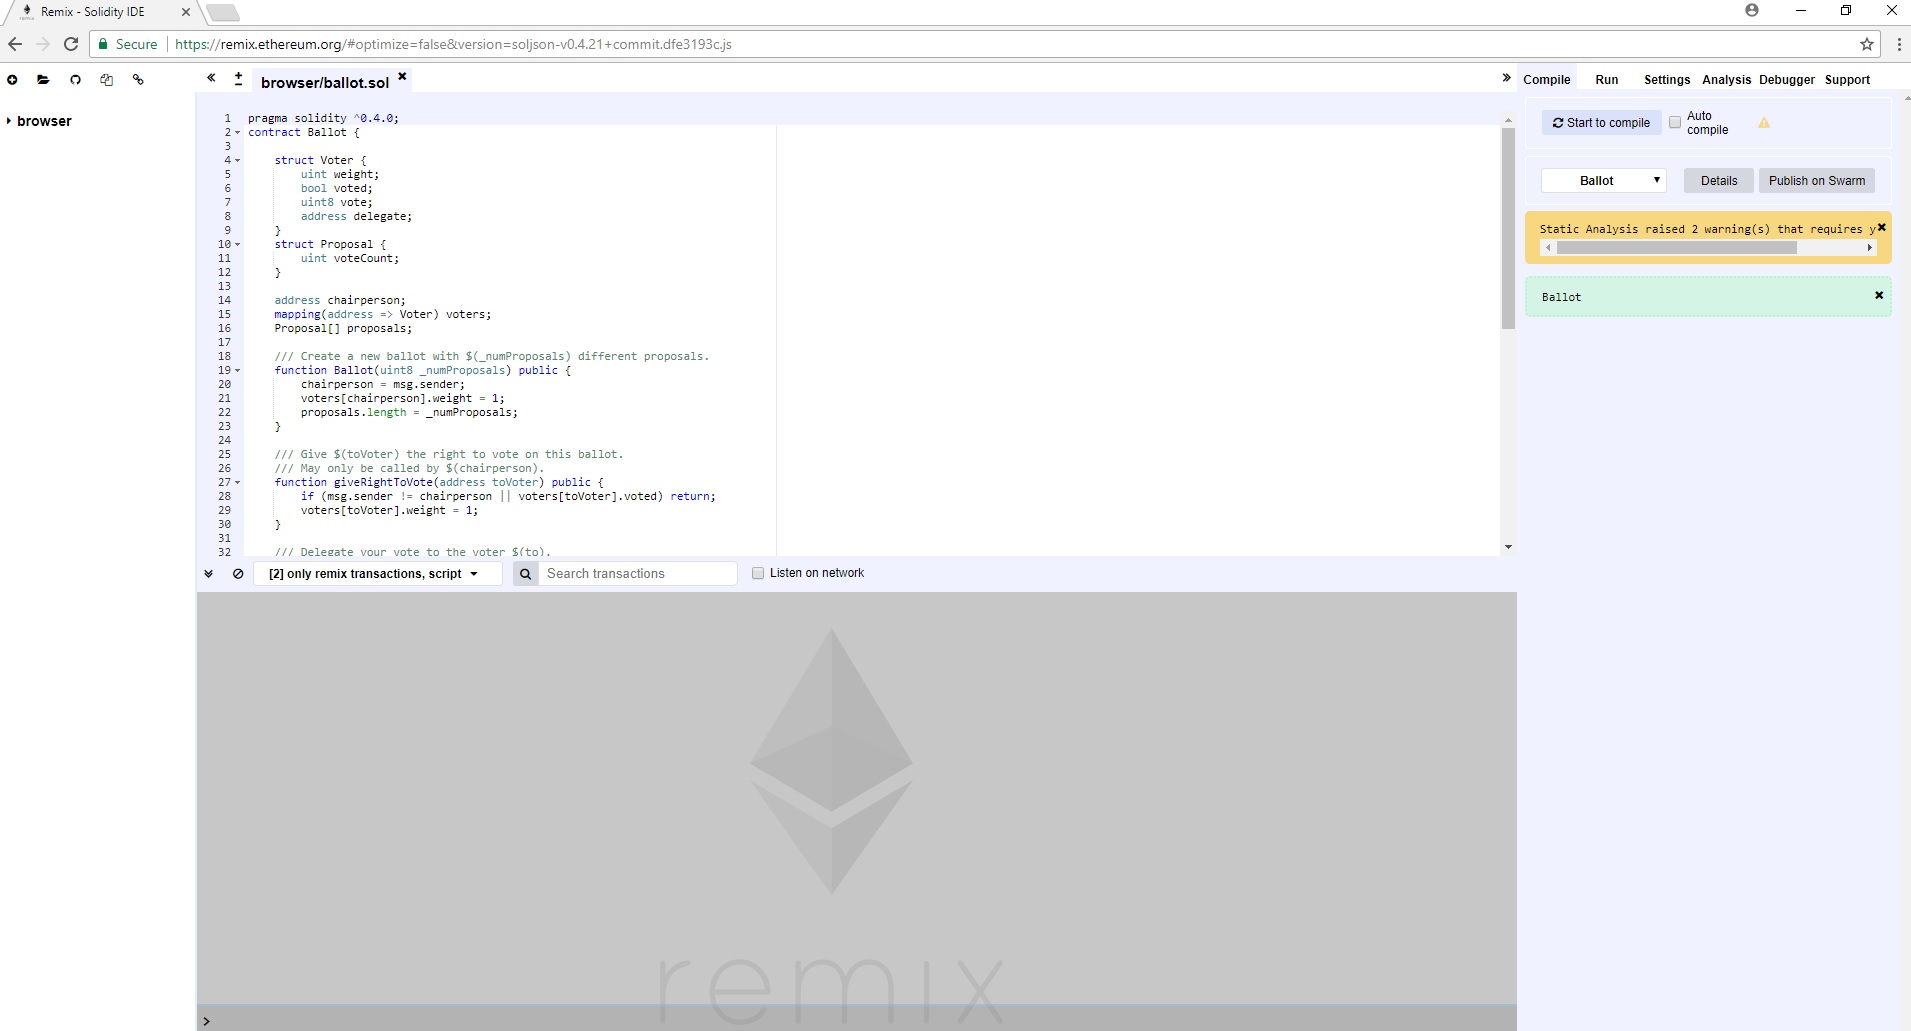 Remix - Solidity IDE
Secure https://remix.ethereum.org/#optimize=false&version=soljson-v0.4.21+commit.dfe3193c.js
browser
browser/ballot.sol
1 pragma solidity ^0.4.0;
2 contract Ballot {
3
4 struct Voter {
5 uint weight;
6 bool voted;
7 uint8 vote;
8 address delegate;
9 }
10 struct Proposal {
11 uint voteCount;
12 }
13
14 address chairperson;
15 mapping(address => Voter) voters;
16 Proposal[] proposals;
17
18 /// Create a new ballot with $(_numProposals) different proposals.
19 function Ballot(uint8 _numProposals) public {
20 chairperson = msg.sender;
21 voters[chairperson].weight = 1;
22 proposals.length = _numProposals;
23 }
24
25 /// Give $(toVoter) the right to vote on this ballot.
26 /// May only be called by $(chairperson).
27 function giveRightToVote(address toVoter) public {
28 if (msg.sender != chairperson || voters[toVoter].voted) return;
29 voters[toVoter].weight = 1;
30 }
31
32 /// Delegate your vote to the voter $(to).
[2] only remix transactions, script
Search transactions
Listen on network
remix
>
Compile Run Settings Analysis Debugger Support
Start to compile
Auto
compile
Ballot
Details
Publish on Swarm
Static Analysis raised 2 warning(s) that requires y
Ballot